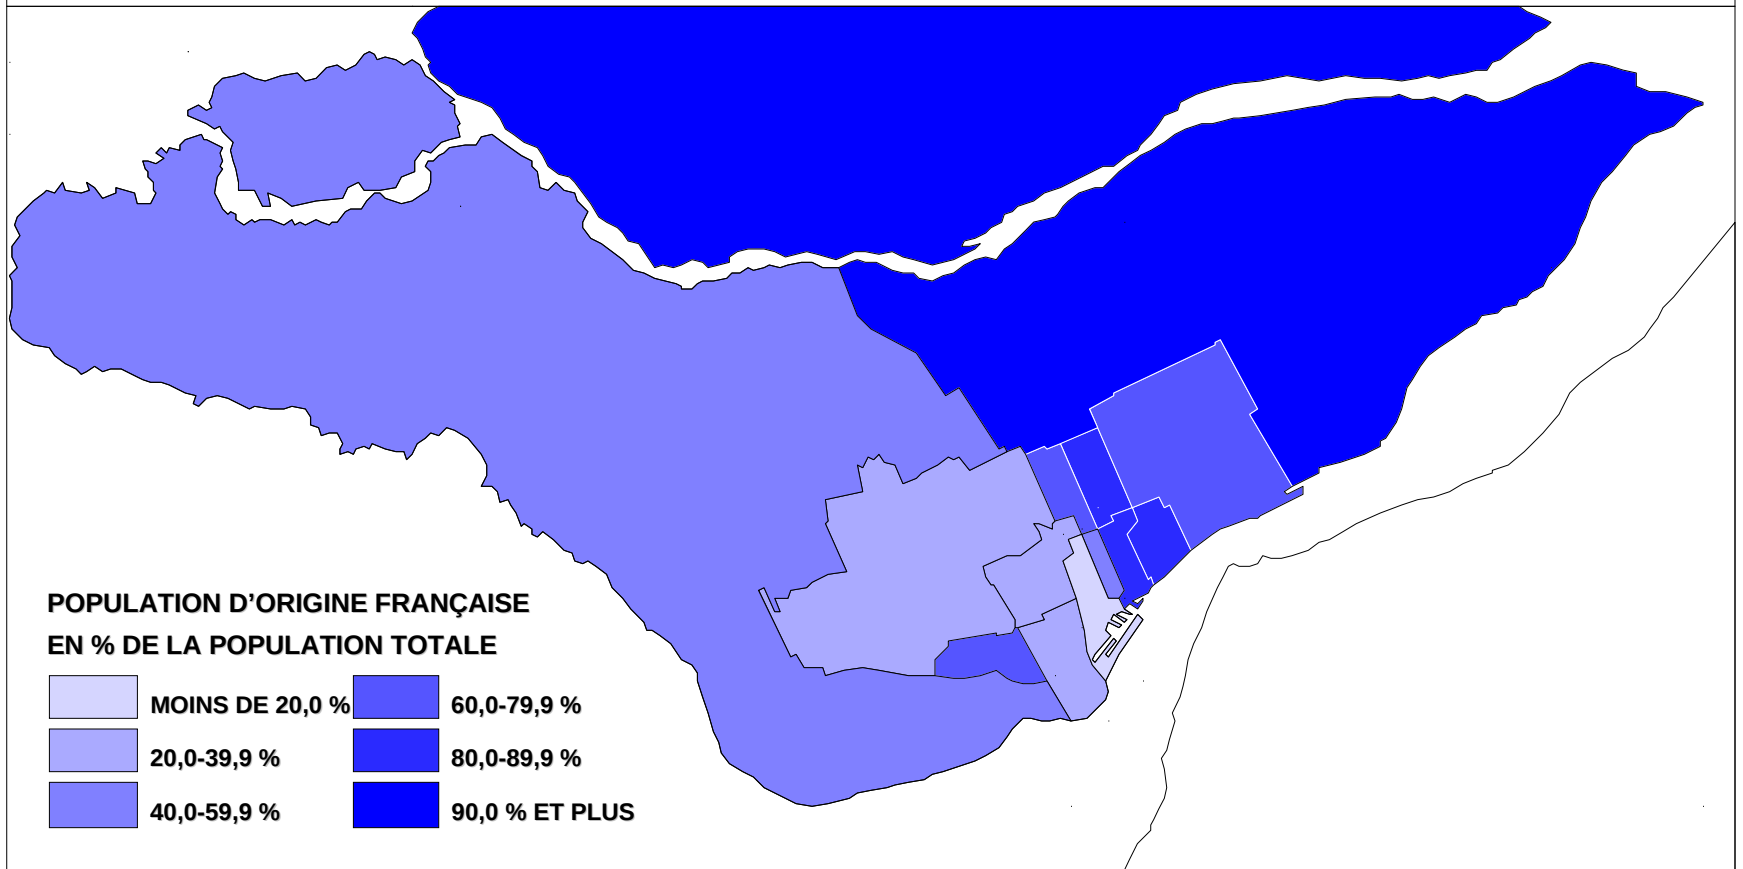 POPULATION D’ORIGINE FRANÇAISE
EN % DE LA POPULATION TOTALE
MOINS DE 20,0 %
60,0-79,9 %
20,0-39,9 %
80,0-89,9 %
40,0-59,9 %
90,0 % ET PLUS